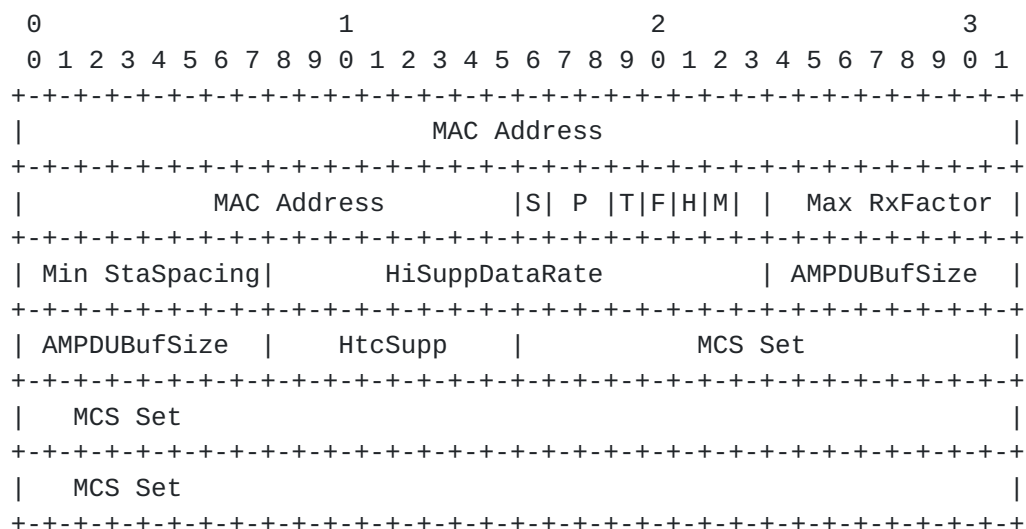 0                   1                   2                   3
 0 1 2 3 4 5 6 7 8 9 0 1 2 3 4 5 6 7 8 9 0 1 2 3 4 5 6 7 8 9 0 1
+-+-+-+-+-+-+-+-+-+-+-+-+-+-+-+-+-+-+-+-+-+-+-+-+-+-+-+-+-+-+-+-+
|                          MAC Address                          |
+-+-+-+-+-+-+-+-+-+-+-+-+-+-+-+-+-+-+-+-+-+-+-+-+-+-+-+-+-+-+-+-+
|            MAC Address        |S| P |T|F|H|M| |  Max RxFactor |
+-+-+-+-+-+-+-+-+-+-+-+-+-+-+-+-+-+-+-+-+-+-+-+-+-+-+-+-+-+-+-+-+
| Min StaSpacing|       HiSuppDataRate          | AMPDUBufSize  |
+-+-+-+-+-+-+-+-+-+-+-+-+-+-+-+-+-+-+-+-+-+-+-+-+-+-+-+-+-+-+-+-+
| AMPDUBufSize  |    HtcSupp    |           MCS Set             |
+-+-+-+-+-+-+-+-+-+-+-+-+-+-+-+-+-+-+-+-+-+-+-+-+-+-+-+-+-+-+-+-+
|   MCS Set                                                     |
+-+-+-+-+-+-+-+-+-+-+-+-+-+-+-+-+-+-+-+-+-+-+-+-+-+-+-+-+-+-+-+-+
|   MCS Set                                                     |
+-+-+-+-+-+-+-+-+-+-+-+-+-+-+-+-+-+-+-+-+-+-+-+-+-+-+-+-+-+-+-+-+